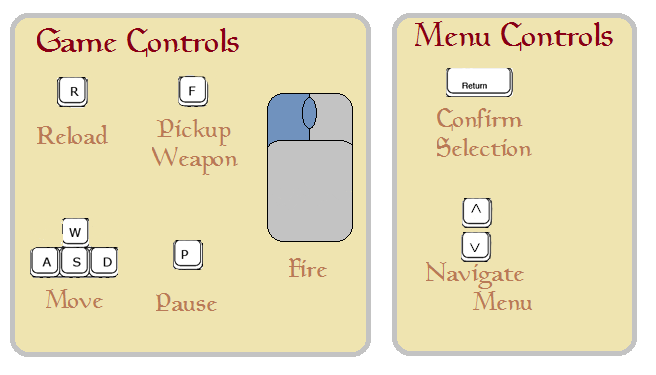 Game Controls
R
Reload
F
Pickup
Weapon
W
A S D
Move
P
Pause
Fire
Menu Controls
Return
Confirm
Selection
^
v
Navigate
Menu